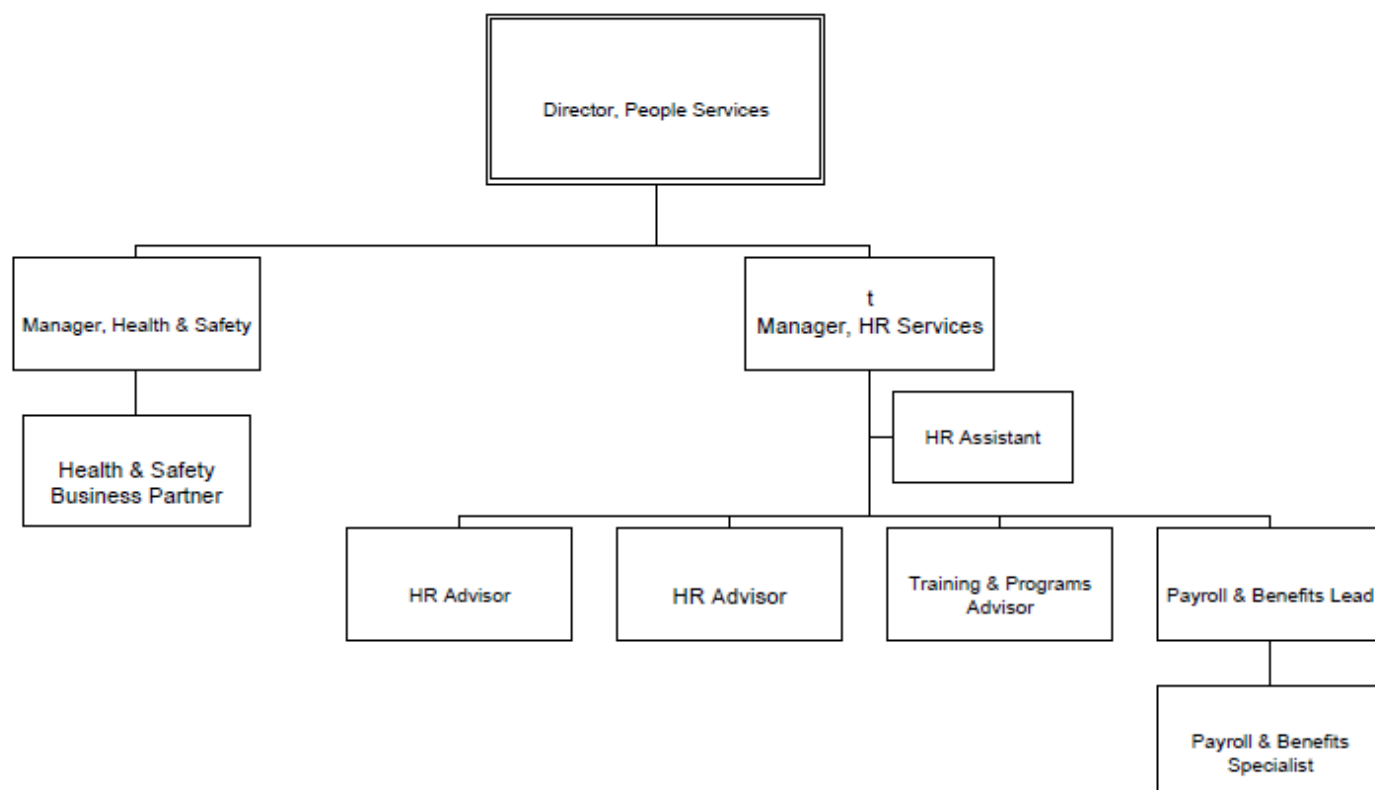 Director, People Services
Manager, Health & Safety
t
Manager, HR Services
HR Assistant
Health & Safety
Business Partner
HR Advisor
HR Advisor
Training & Programs
Advisor
Payroll & Benefits Lead
Payroll & Benefits
Specialist